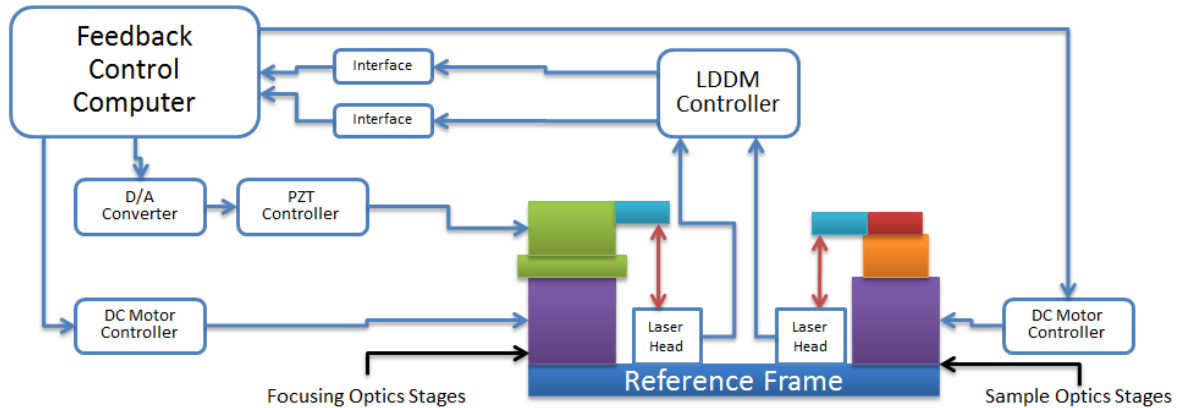 Feedback
Control
Computer
Interface
Interface
LDDM
Controller
D/A
Converter
PZT
Controller
DC Motor
Controller
Laser
Head
Laser
Head
DC Motor
Controller
Reference Frame
Focusing Optics Stages
Sample Optics Stages